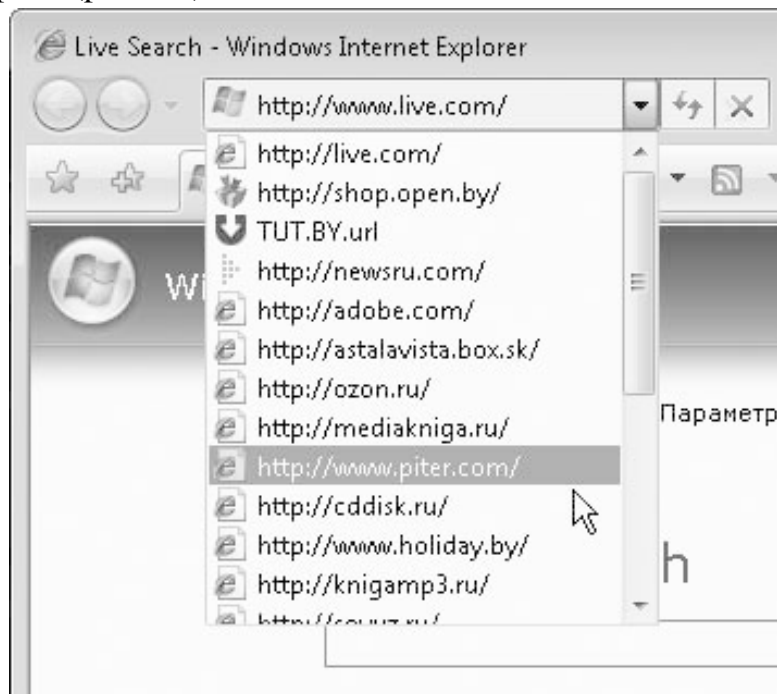 Live Search - Windows Internet Explorer
http://www.live.com/
http://live.com/
http://shop.open.by/
TUT.BY.url
http://newsru.com/
Wi
http://adobe.com/
http://astalavista.box.sk/
http://ozon.ru/
http://mediakniga.ru/
Параметр
http://www.piter.com/
http://cddisk.ru/
http://www.holiday.by/
h
http://knigamp3.ru/